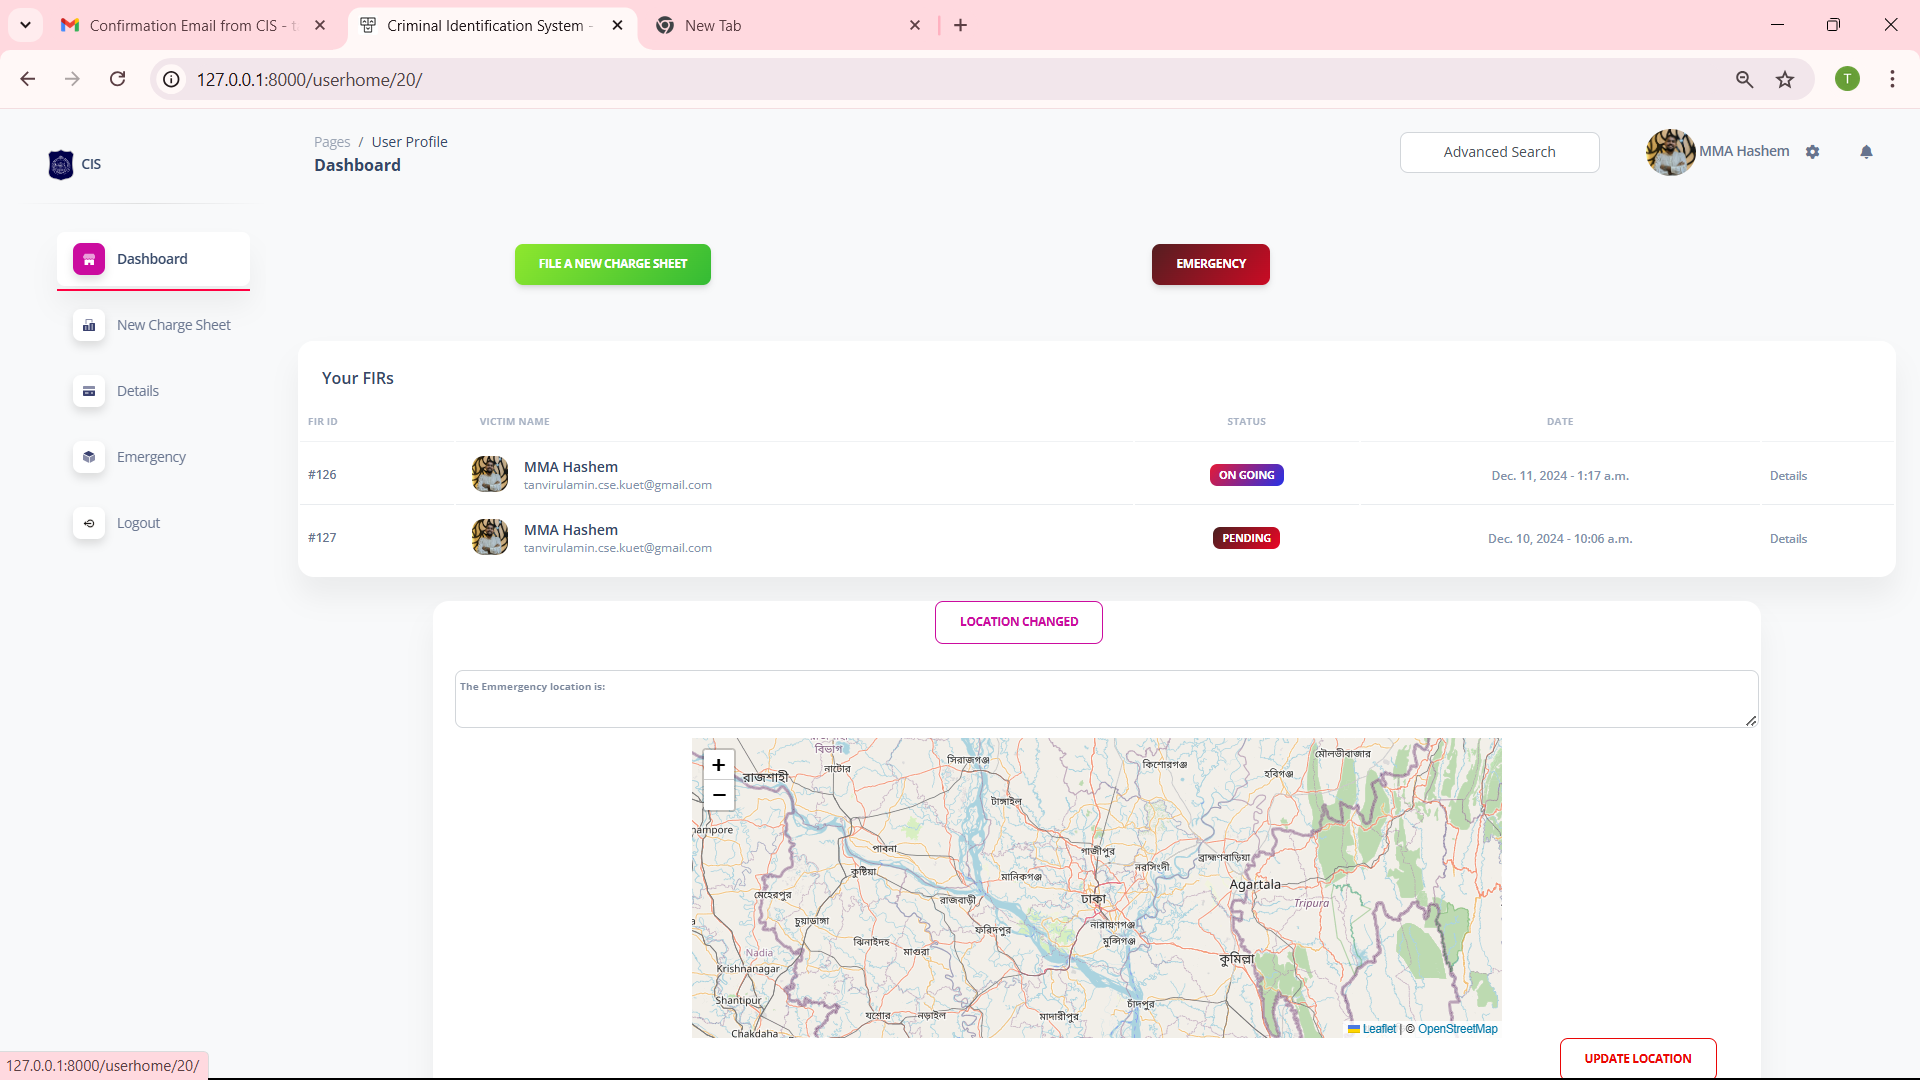 Confirmation Email from CIS - t
Criminal Identification System -
New Tab
127.0.0.1:8000/userhome/20/
T
CIS
Pages / User Profile
Dashboard
Advanced Search
MMA Hashem
Dashboard
New Charge Sheet
Details
Emergency
Logout
FILE A NEW CHARGE SHEET
EMERGENCY
Your FIRs
FIR ID VICTIM NAME STATUS DATE
#126 MMA Hashem ON GOING Dec. 11, 2024 - 1:17 a.m. Details
tanvirulamin.cse.kuet@gmail.com
#127 MMA Hashem PENDING Dec. 10, 2024 - 10:06 a.m. Details
tanvirulamin.cse.kuet@gmail.com
LOCATION CHANGED
The Emmergency location is:
+
−
বিভাগ
নাটোর
সিরাজগঞ্জ
কিশোরগঞ্জ
মৌলভীবাজার
হবিগঞ্জ
রাজশাহী
টাঙ্গাইল
পাবনা
গাজীপুর
নরসিংদী
ব্রাহ্মণবাড়িয়া
কুষ্টিয়া
মানিকগঞ্জ
Agartala
মেহেরপুর
রাজবাড়ী
ঢাকা
Tripura
চুয়াডাঙ্গা
ফরিদপুর
নারায়ণগঞ্জ
মুন্সিগঞ্জ
ঝিনাইদহ
মাগুরা
Nadia
কুমিল্লা
Krishnanagar
Shantipur
চাঁদপুর
যশোর
নড়াইল
মাদারীপুর
Chakdaha
Leaflet | © OpenStreetMap
UPDATE LOCATION
127.0.0.1:8000/userhome/20/